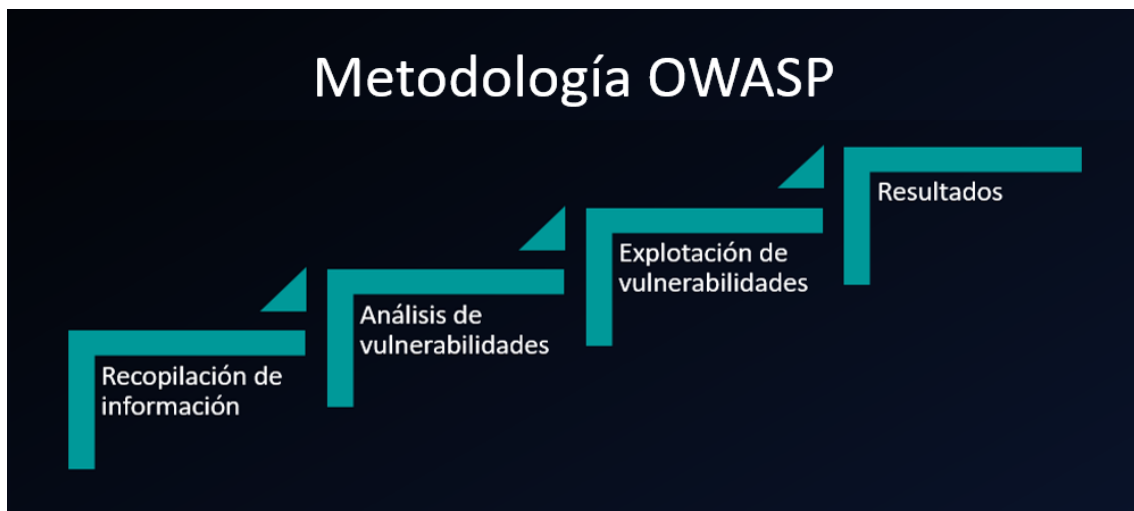 Metodología OWASP
Recopilación de
información
Análisis de
vulnerabilidades
Explotación de
vulnerabilidades
Resultados